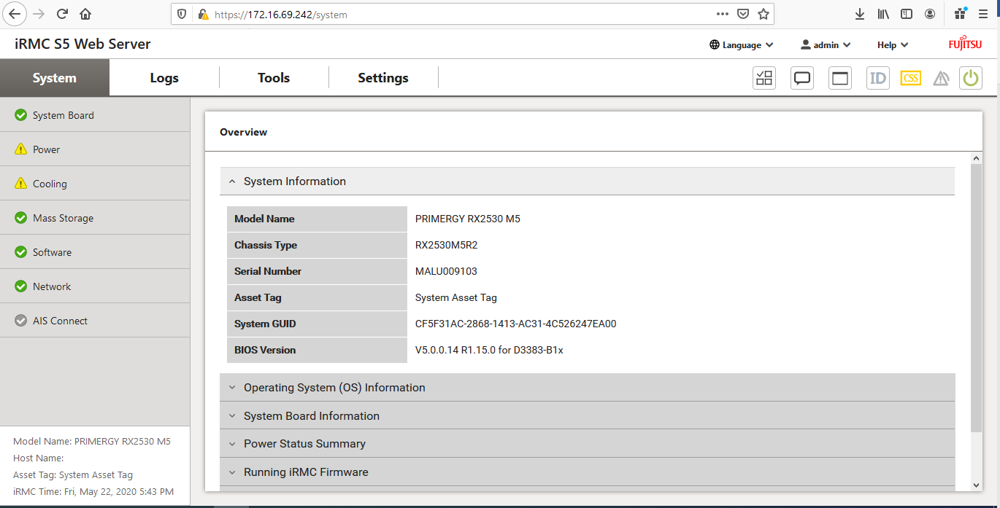 https://172.16.69.242/system
iRMC S5 Web Server
Language
admin
Help
FUJITSU
System
Logs
Tools
Settings
ID
CSS
System Board
Power
Cooling
Mass Storage
Software
Network
AIS Connect
Model Name: PRIMERGY RX2530 M5
Host Name:
Asset Tag: System Asset Tag
iRMC Time: Fri, May 22, 2020 5:43 PM
Overview
System Information
Model Name PRIMERGY RX2530 M5
Chassis Type RX2530M5R2
Serial Number MALU009103
Asset Tag System Asset Tag
System GUID CF5F31AC-2868-1413-AC31-4C526247EA00
BIOS Version V5.0.0.14 R1.15.0 for D3383-B1x
Operating System (OS) Information
System Board Information
Power Status Summary
Running iRMC Firmware